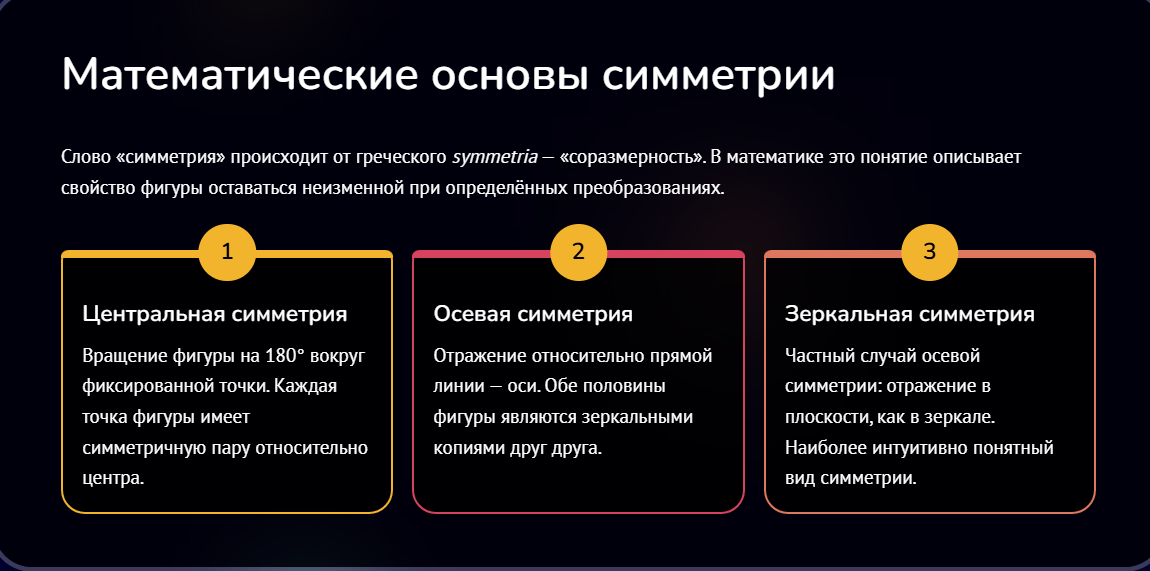 Математические основы симметрии
Слово «симметрия» происходит от греческого symmetria — «соразмерность». В математике это понятие описывает
свойство фигуры оставаться неизменной при определённых преобразованиях.
1
Центральная симметрия
Вращение фигуры на 180° вокруг
фиксированной точки. Каждая
точка фигуры имеет
симметричную пару относительно
центра.
2
Осевая симметрия
Отражение относительно прямой
линии — оси. Обе половины
фигуры являются зеркальными
копиями друг друга.
3
Зеркальная симметрия
Частный случай осевой
симметрии: отражение в
плоскости, как в зеркале.
Наиболее интуитивно понятный
вид симметрии.